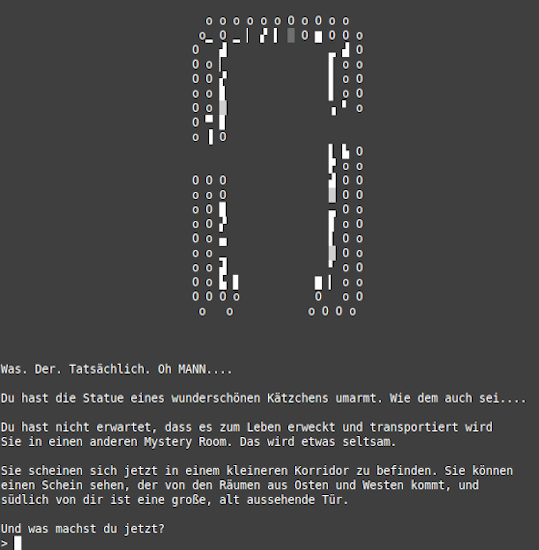 Was. Der. Tatsächlich. Oh MANN....
Du hast die Statue eines wunderschönen Kätzchens umarmt. Wie dem auch sei....
Du hast nicht erwartet, dass es zum Leben erweckt und transportiert wird
Sie in einen anderen Mystery Room. Das wird etwas seltsam.
Sie scheinen sich jetzt in einem kleineren Korridor zu befinden. Sie können
einen Schein sehen, der von den Räumen aus Osten und Westen kommt, und
südlich von dir ist eine große, alt aussehende Tür.
Und was machst du jetzt?
>